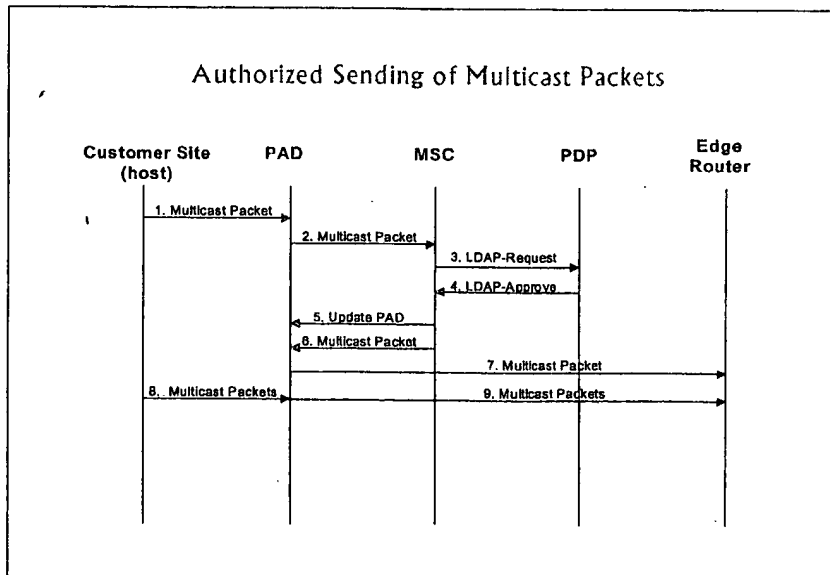 Authorized Sending of Multicast Packets
Customer Site
(host)
PAD
MSC
PDP
Edge
Router
1. Multicast Packet
2. Multicast Packet
3. LDAP-Request
4. LDAP-Approve
5. Update PAD
6. Multicast Packet
7. Multicast Packet
8. Multicast Packets
9. Multicast Packets